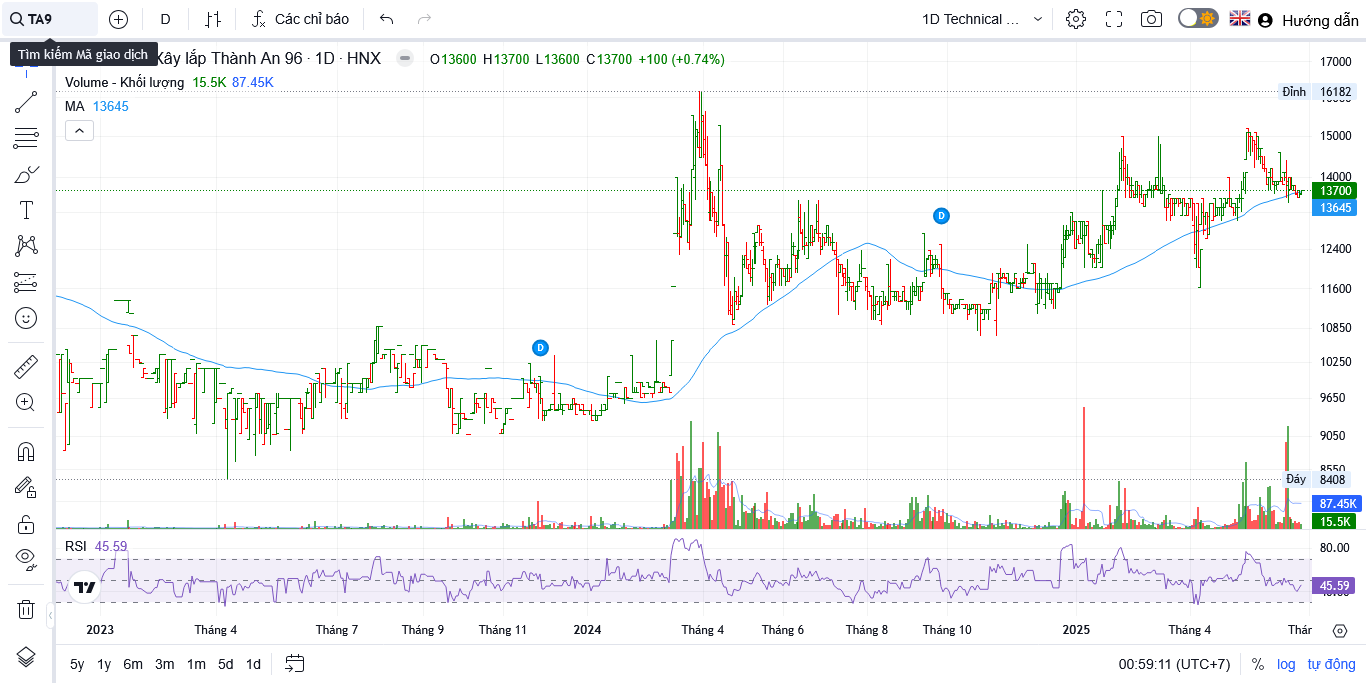 TA9
D
Các chỉ báo
1D Technical ...
Hướng dẫn
Tìm kiếm Mã giao dịch
Xây lắp Thành An 96 · 1D · HNX
O13600 H13700 L13600 C13700 +100 (+0.74%)
Volume - Khối lượng 15.5K 87.45K
MA 13645
17000
Đỉnh 16182
16000
15000
14000
13700
13645
12400
11600
10850
10250
9650
9050
8550
Đáy 8408
87.45K
15.5K
D
D
RSI 45.59
80.00
45.59
40.00
2023 Tháng 4 Tháng 7 Tháng 9 Tháng 11 2024 Tháng 4 Tháng 6 Tháng 8 Tháng 10 2025 Tháng 4 Thár
5y 1y 6m 3m 1m 5d 1d
00:59:11 (UTC+7) % log tự động